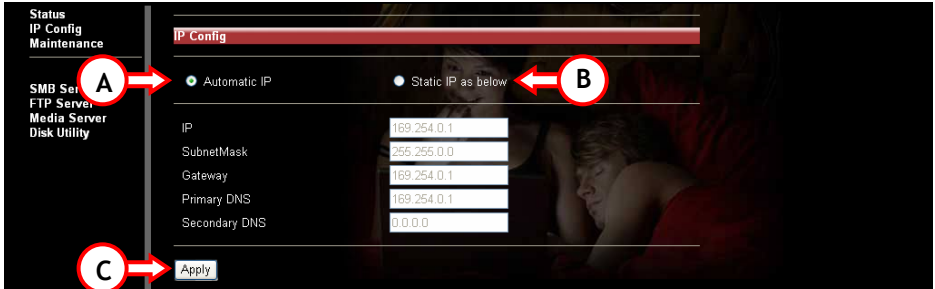 Status
IP Config
Maintenance
SMB Ser
FTP Server
Media Server
Disk Utility
IP Config
A
Automatic IP
Static IP as below
B
IP 169.254.0.1
SubnetMask 255.255.0.0
Gateway 169.254.0.1
Primary DNS 169.254.0.1
Secondary DNS 0.0.0.0
C
Apply